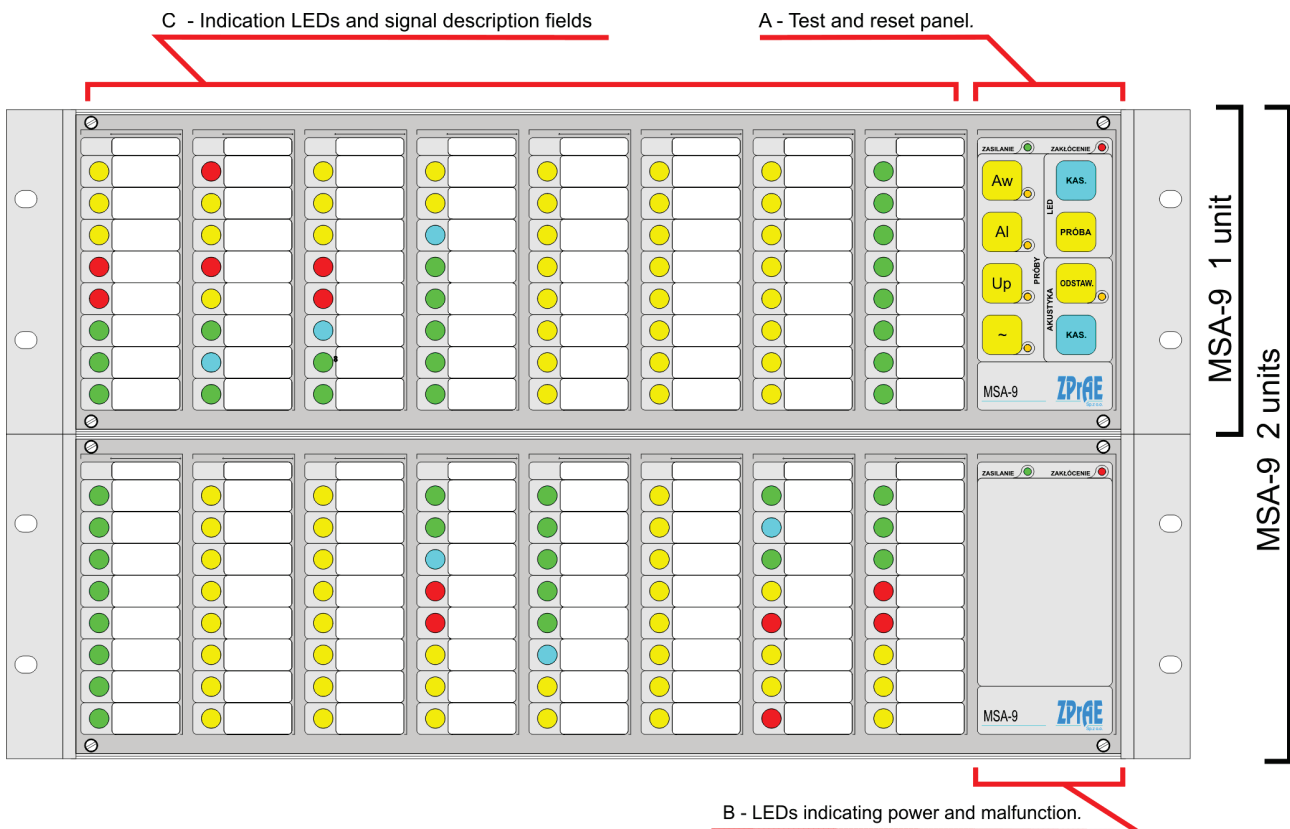 C - Indication LEDs and signal description fields
A - Test and reset panel.
ZASILANIE ZAKŁÓCENIE
Aw KAS.
LED
Al PRÓBA
PRÓBY
Up ODSTAW.
AKUSTYKA
~ KAS.
MSA-9 ZPrAE
MSA-9 1 unit
MSA-9 2 units
ZASILANIE ZAKŁÓCENIE
MSA-9 ZPrAE
B - LEDs indicating power and malfunction.